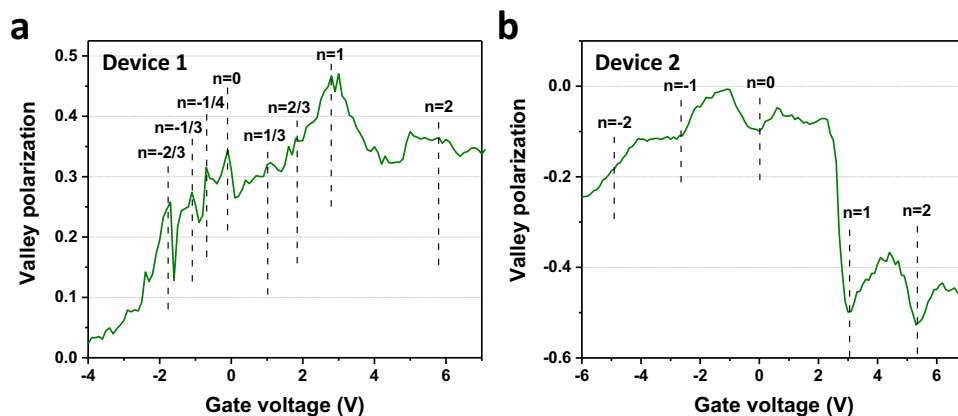 a
Device 1
n=1
n=0
n=-1/4
n=-1/3
n=-2/3
n=1/3
n=2/3
n=2
Valley polarization
0.5
0.4
0.3
0.2
0.1
0.0
-4 -2 0 2 4 6
Gate voltage (V)
b
Device 2
n=-2
n=-1
n=0
n=1
n=2
Valley polarization
0.0
-0.2
-0.4
-0.6
-6 -4 -2 0 2 4 6
Gate voltage (V)